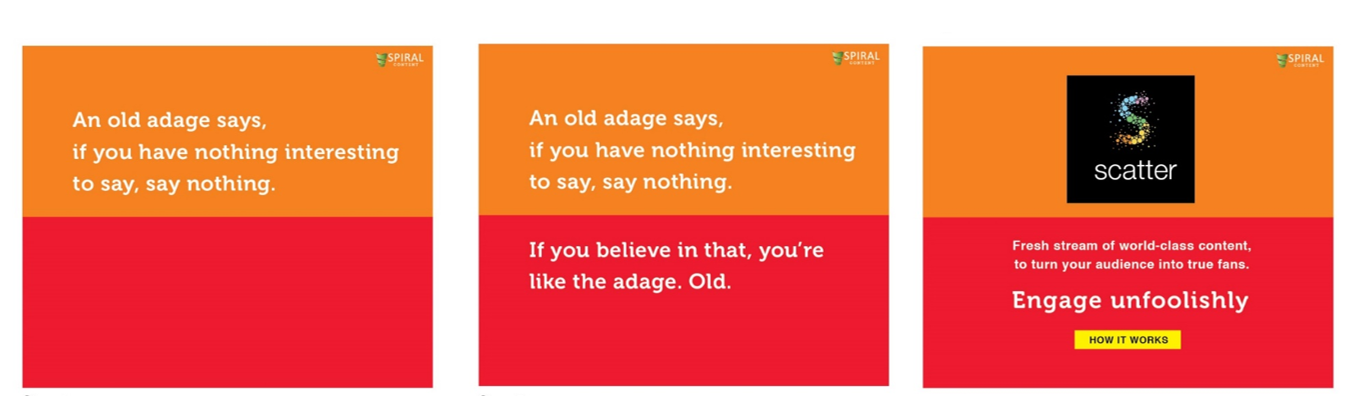 SPIRAL
CONTENT
An old adage says,
if you have nothing interesting
to say, say nothing.
SPIRAL
CONTENT
An old adage says,
if you have nothing interesting
to say, say nothing.
If you believe in that, you’re
like the adage. Old.
SPIRAL
CONTENT
scatter
Fresh stream of world-class content,
to turn your audience into true fans.
Engage unfoolishly
HOW IT WORKS